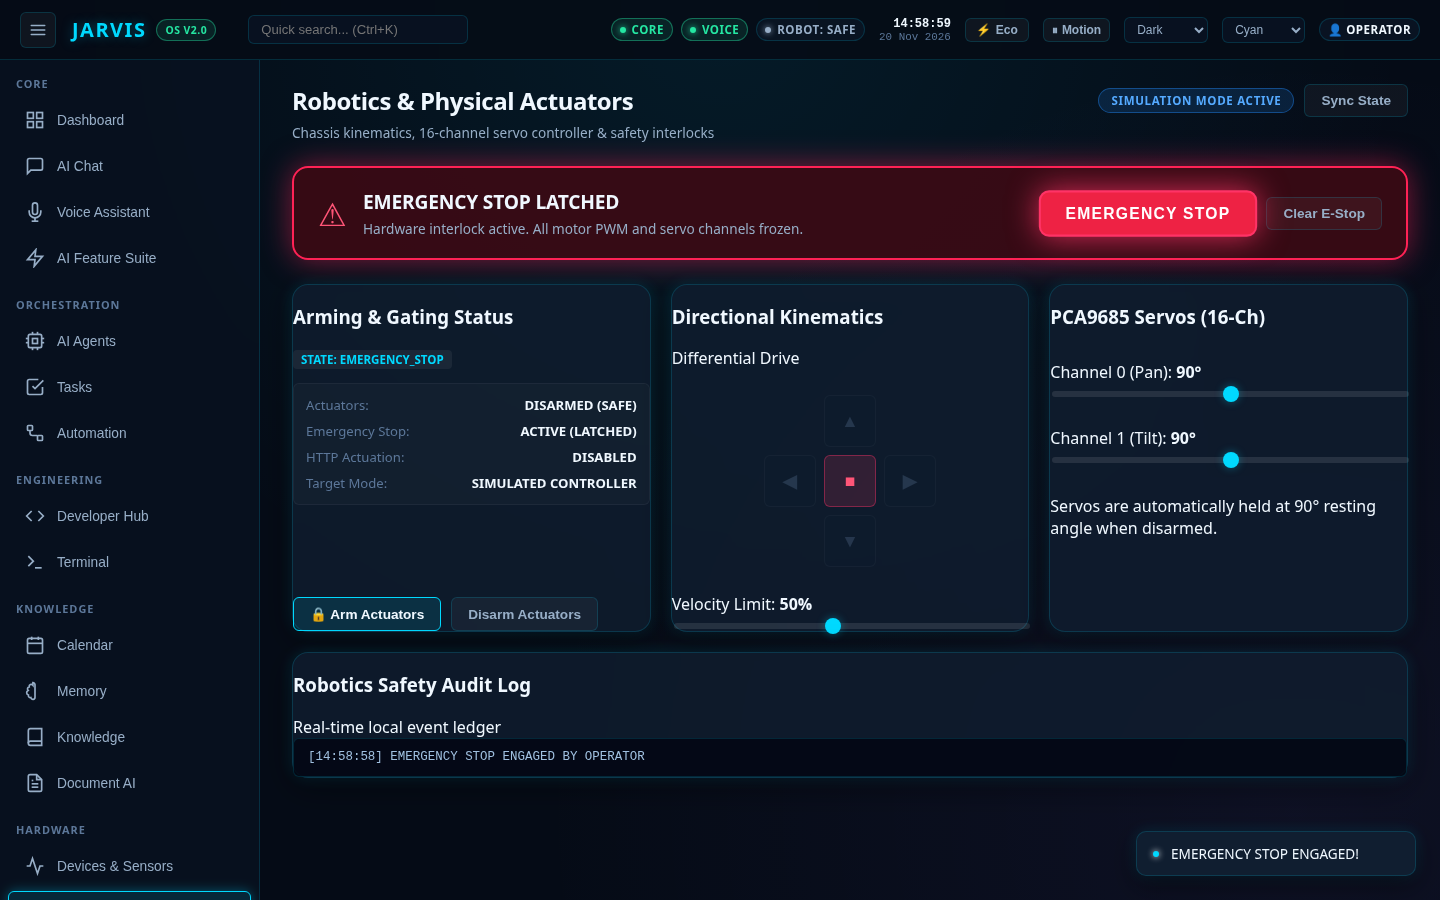 JARVIS
OS V2.0
Quick search... (Ctrl+K)
CORE
VOICE
ROBOT: SAFE
14:58:59
20 Nov 2026
⚡ Eco
Motion
Dark
Cyan
👤 OPERATOR
CORE
Dashboard
AI Chat
Voice Assistant
AI Feature Suite
ORCHESTRATION
AI Agents
Tasks
Automation
ENGINEERING
Developer Hub
Terminal
KNOWLEDGE
Calendar
Memory
Knowledge
Document AI
HARDWARE
Devices & Sensors
Robotics & Physical Actuators
Chassis kinematics, 16-channel servo controller & safety interlocks
SIMULATION MODE ACTIVE
Sync State
⚠ EMERGENCY STOP LATCHED
Hardware interlock active. All motor PWM and servo channels frozen.
EMERGENCY STOP
Clear E-Stop
Arming & Gating Status
STATE: EMERGENCY_STOP
Actuators: DISARMED (SAFE)
Emergency Stop: ACTIVE (LATCHED)
HTTP Actuation: DISABLED
Target Mode: SIMULATED CONTROLLER
🔒 Arm Actuators
Disarm Actuators
Directional Kinematics
Differential Drive
▲
◀ ■ ▶
▼
Velocity Limit: 50%
PCA9685 Servos (16-Ch)
Channel 0 (Pan): 90°
Channel 1 (Tilt): 90°
Servos are automatically held at 90° resting
angle when disarmed.
Robotics Safety Audit Log
Real-time local event ledger
[14:58:58] EMERGENCY STOP ENGAGED BY OPERATOR
EMERGENCY STOP ENGAGED!